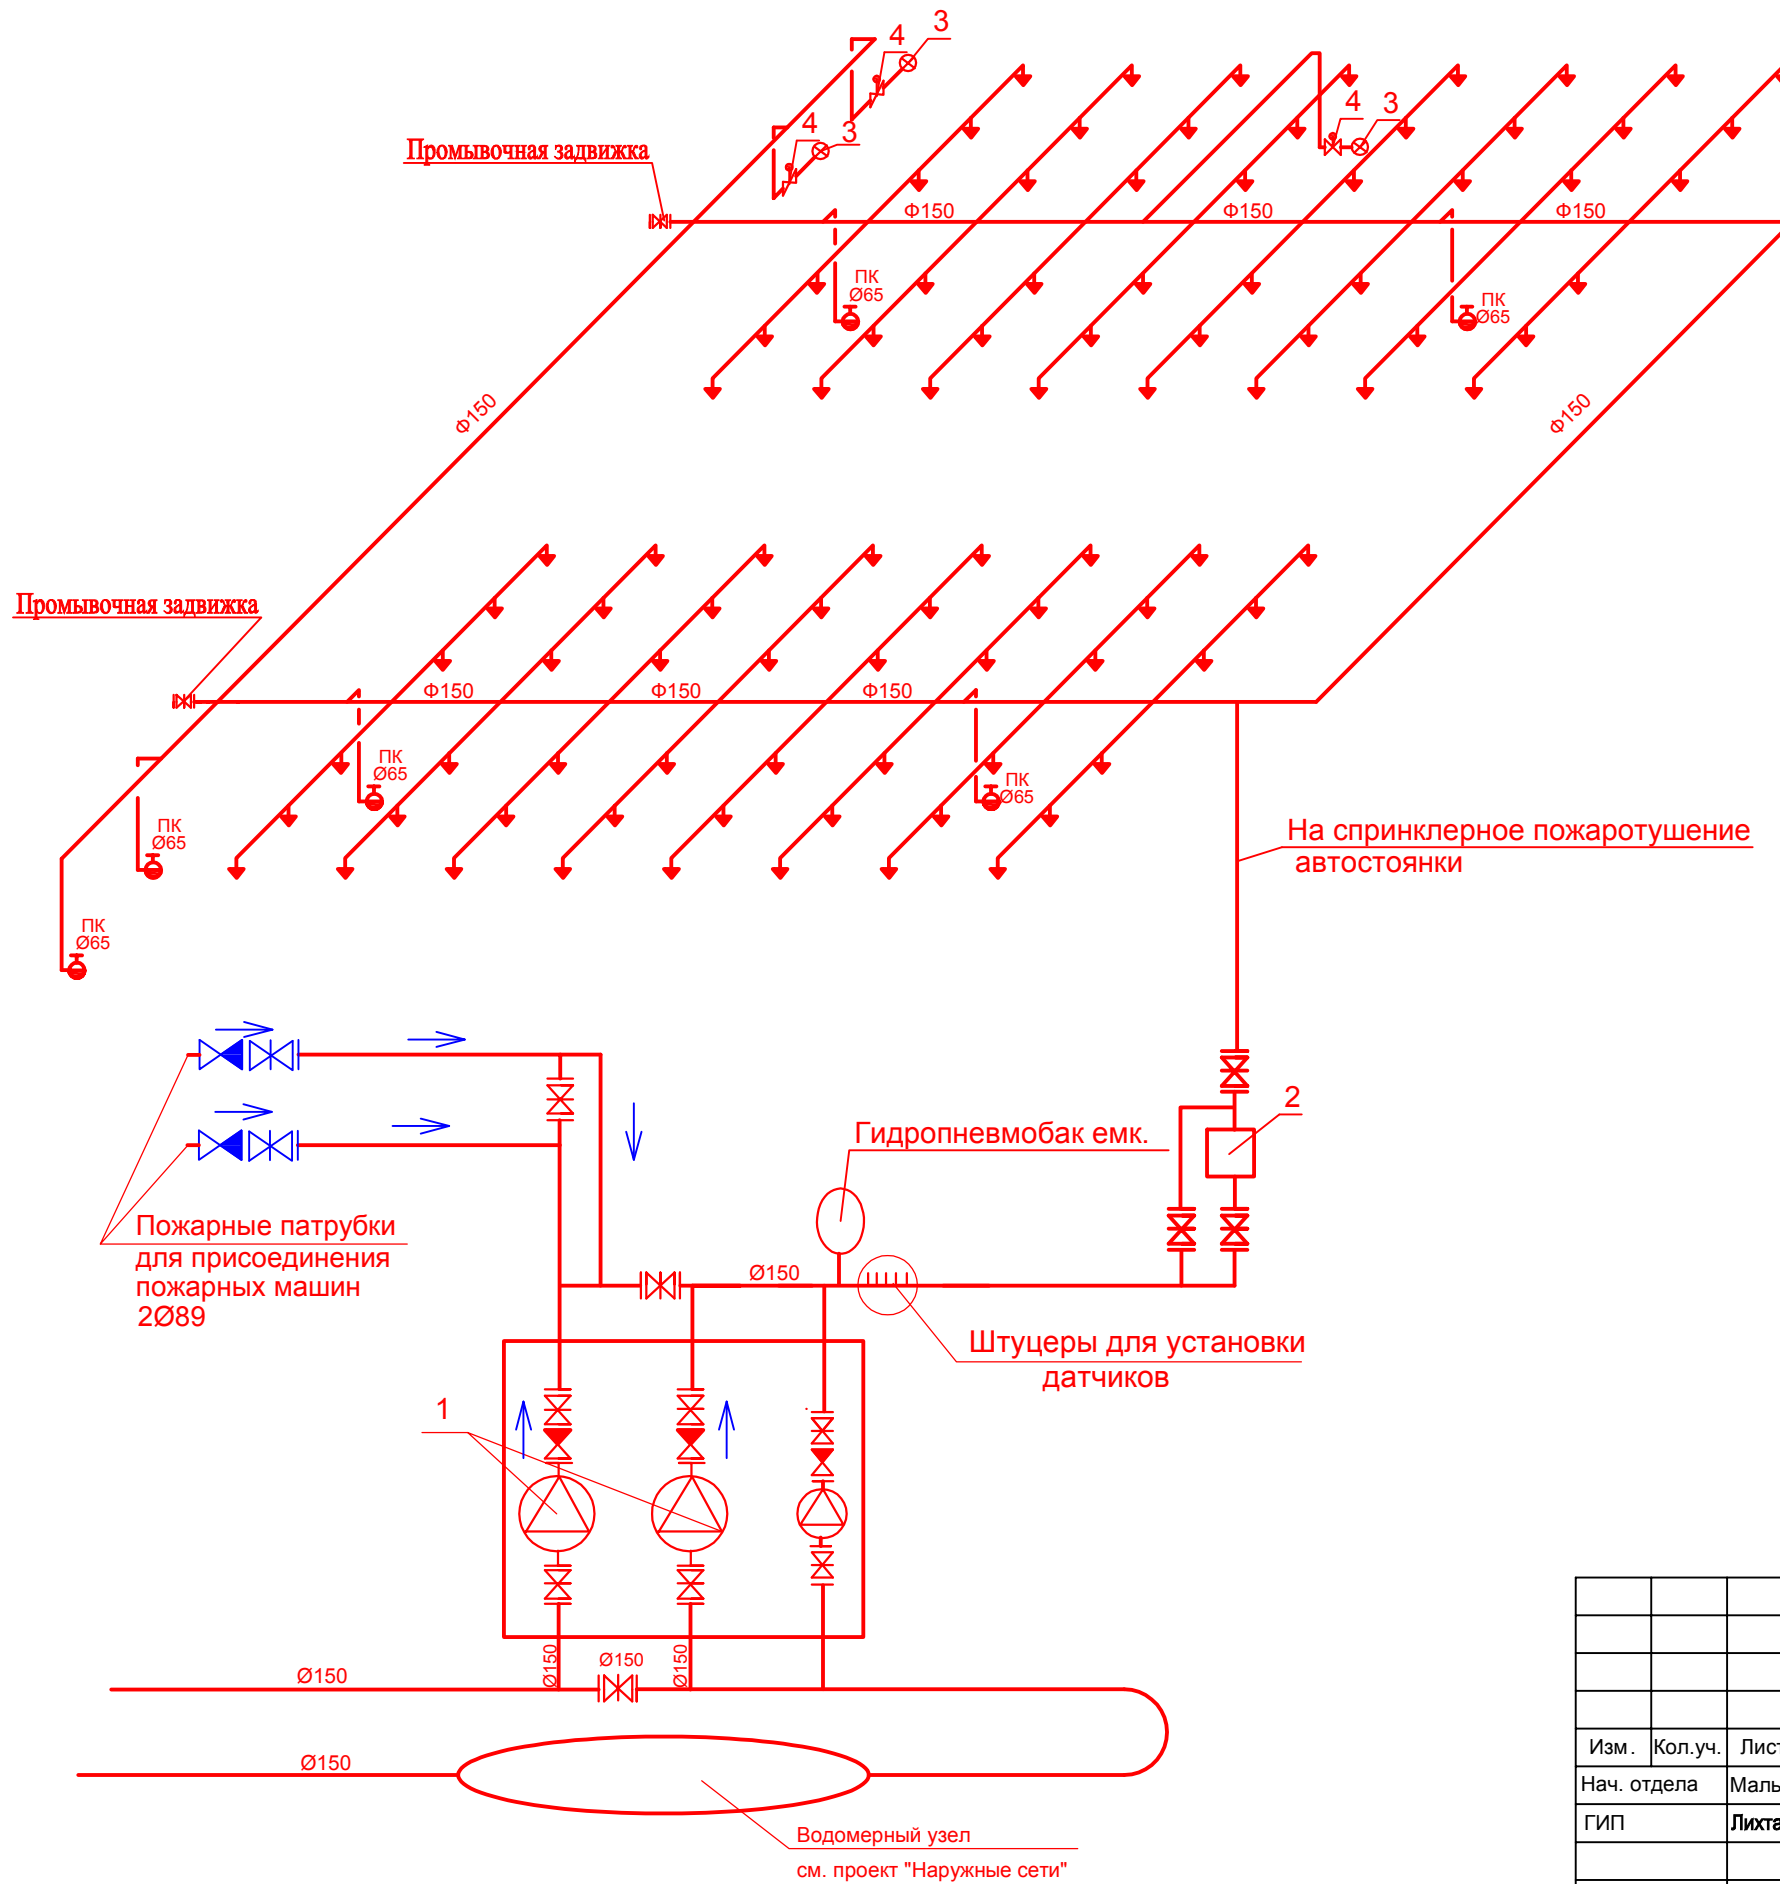 3
4
4
3
4
3
Промывочная задвижка
Ф150
Ф150
Ф150
ПК
Ø65
ПК
Ø65
Ф150
Ф150
Промывочная задвижка
Ф150
Ф150
Ф150
ПК
Ø65
ПК
Ø65
ПК
Ø65
ПК
Ø65
На спринклерное пожаротушение
автостоянки
2
Гидропневмобак емк.
Пожарные патрубки
для присоединения
пожарных машин
2Ø89
Ø150
Штуцеры для установки
датчиков
1
Ø150
Ø150
Ø150
Ø150
Ø150
Водомерный узел
см. проект "Наружные сети"
Изм. Кол.уч. Лист
Нач. отдела
ГИП